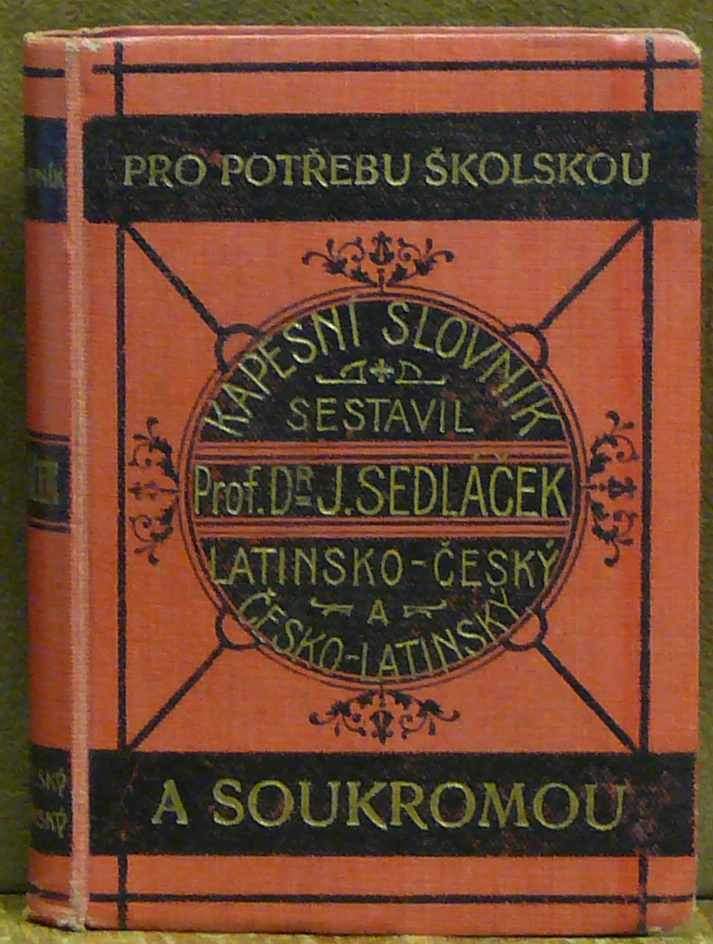 PRO POTŘEBU ŠKOLSKOU
KAPESNÍ SLOVNÍK
SESTAVIL
Prof. DR. J. SEDLÁČEK
LATINSKO-ČESKÝ
A
ČESKO-LATINSKÝ
A SOUKROMOU